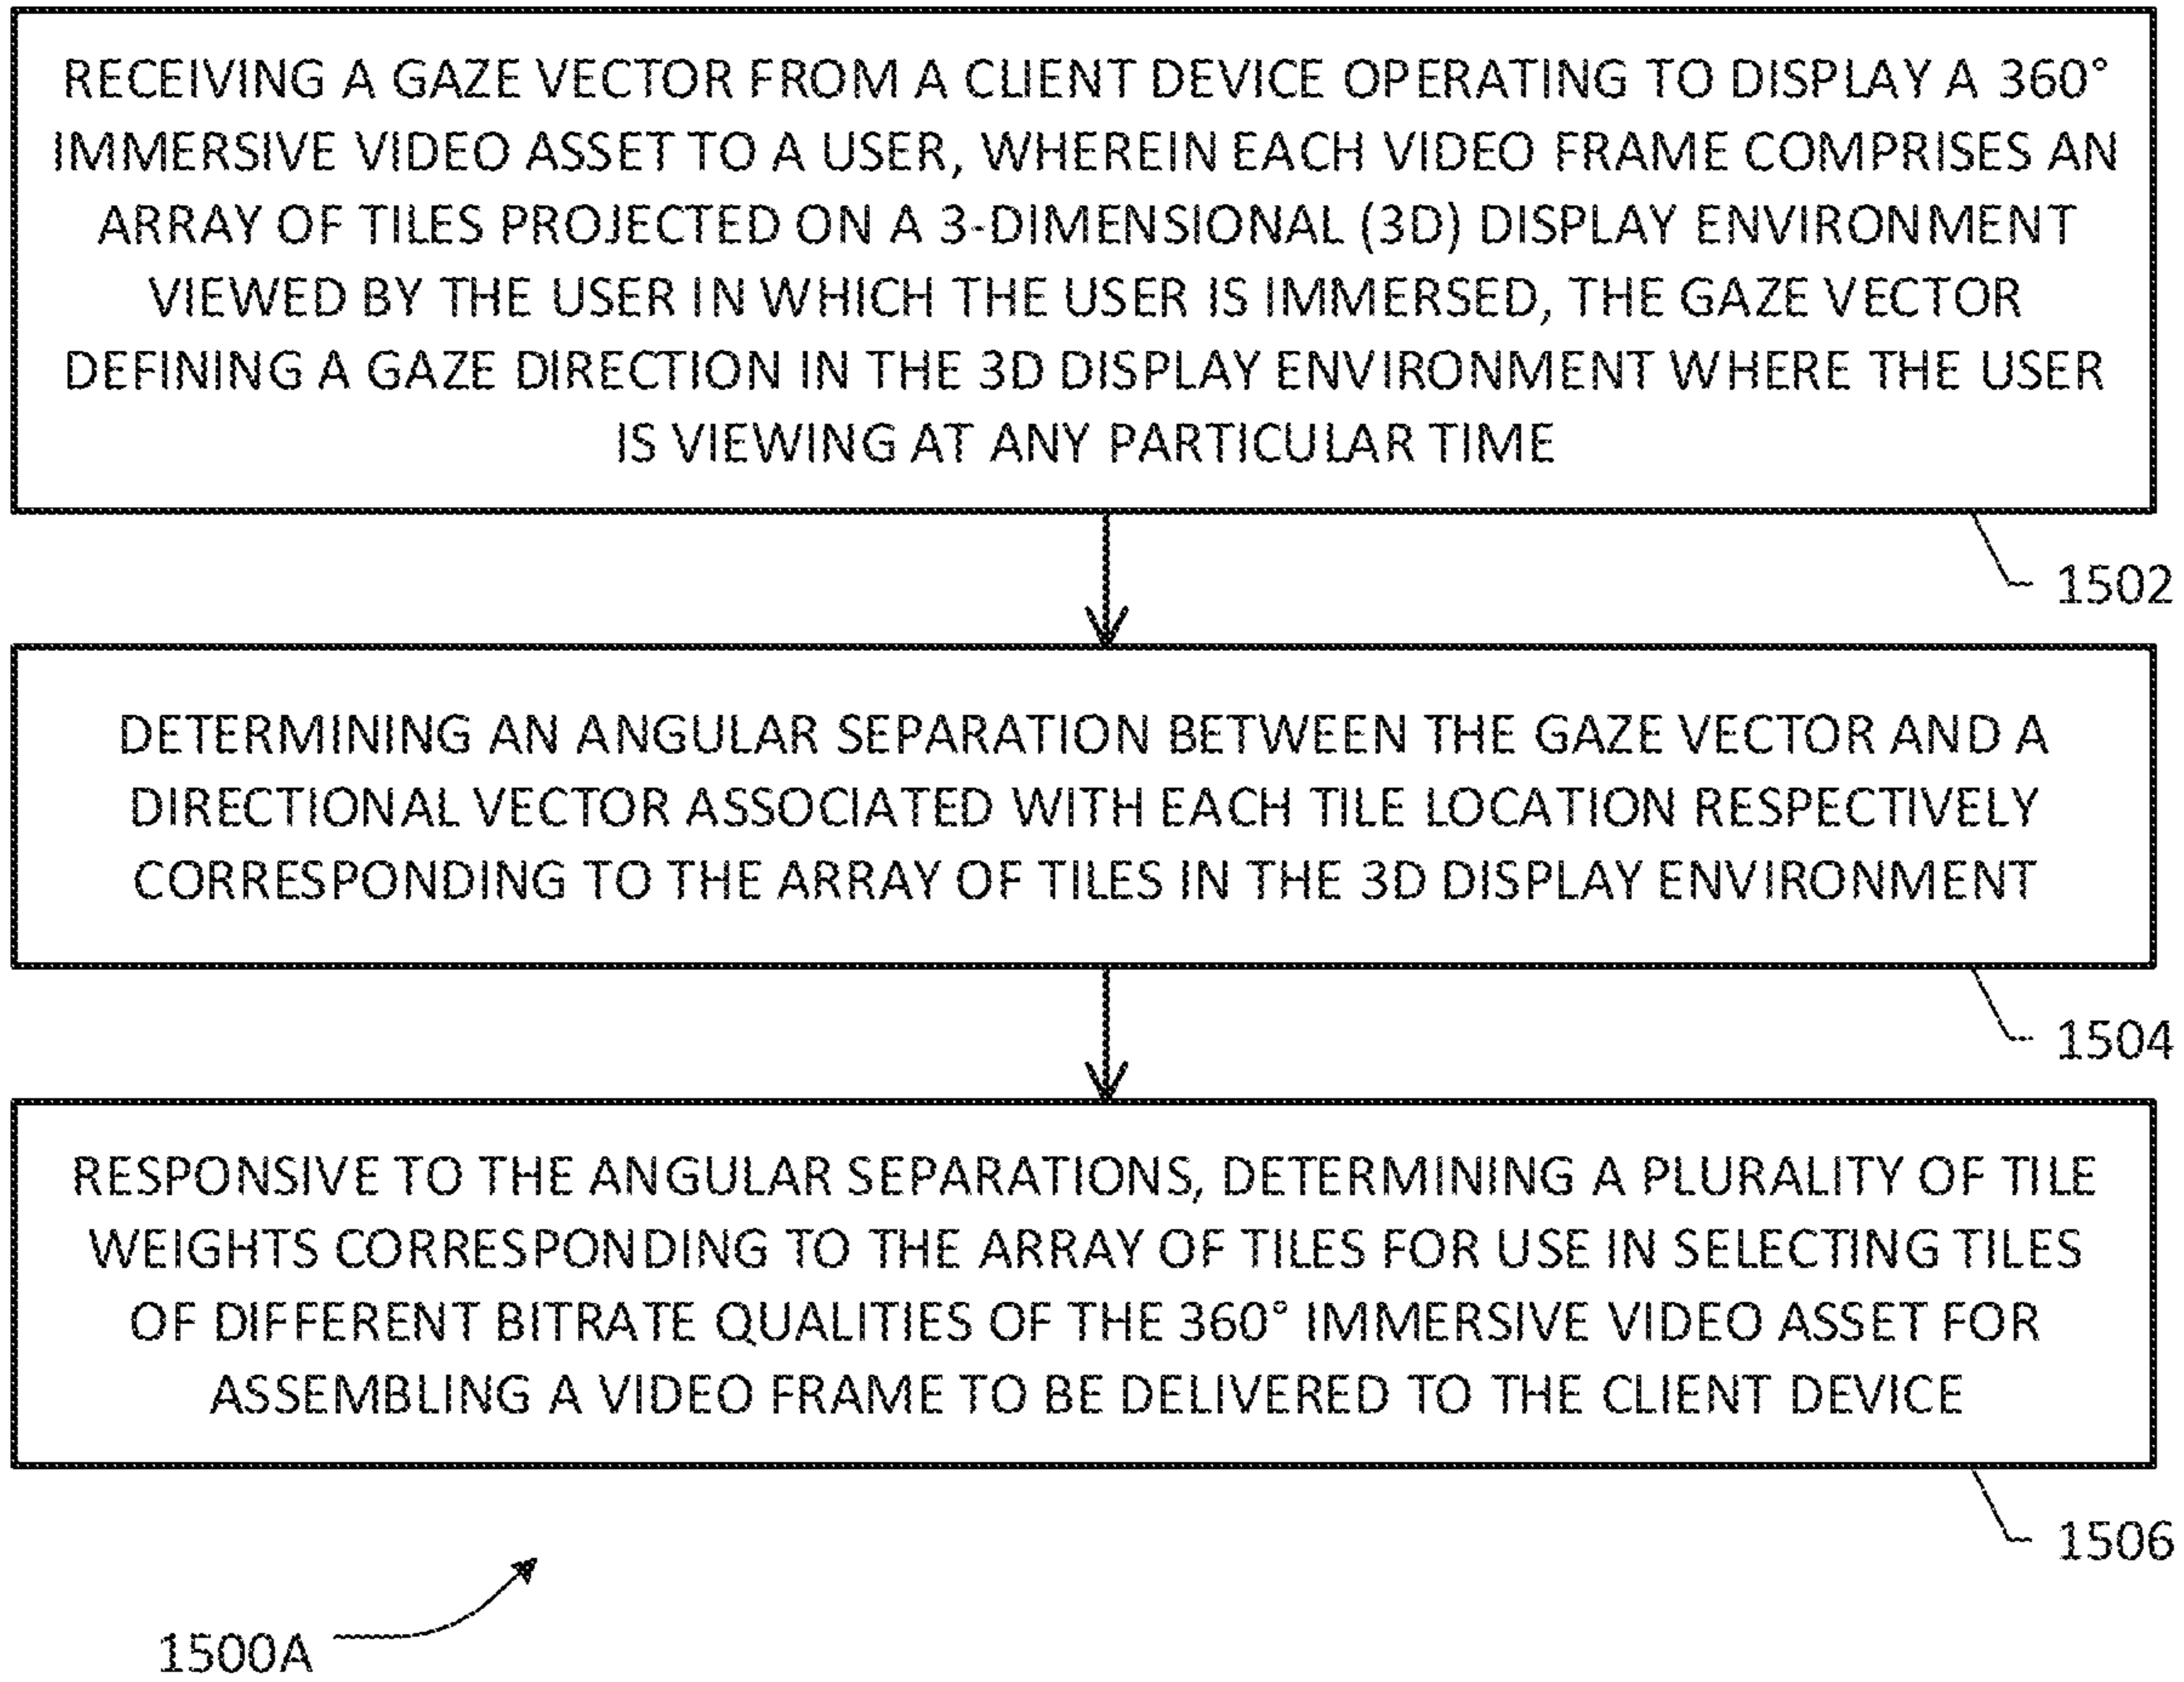 RECEIVING A GAZE VECTOR FROM A CLIENT DEVICE OPERATING TO DISPLAY A 360°
IMMERSIVE VIDEO ASSET TO A USER, WHEREIN EACH VIDEO FRAME COMPRISES AN
ARRAY OF TILES PROJECTED ON A 3-DIMENSIONAL (3D) DISPLAY ENVIRONMENT
VIEWED BY THE USER IN WHICH THE USER IS IMMERSED, THE GAZE VECTOR
DEFINING A GAZE DIRECTION IN THE 3D DISPLAY ENVIRONMENT WHERE THE USER
IS VIEWING AT ANY PARTICULAR TIME
1502
DETERMINING AN ANGULAR SEPARATION BETWEEN THE GAZE VECTOR AND A
DIRECTIONAL VECTOR ASSOCIATED WITH EACH TILE LOCATION RESPECTIVELY
CORRESPONDING TO THE ARRAY OF TILES IN THE 3D DISPLAY ENVIRONMENT
1504
RESPONSIVE TO THE ANGULAR SEPARATIONS, DETERMINING A PLURALITY OF TILE
WEIGHTS CORRESPONDING TO THE ARRAY OF TILES FOR USE IN SELECTING TILES
OF DIFFERENT BITRATE QUALITIES OF THE 360° IMMERSIVE VIDEO ASSET FOR
ASSEMBLING A VIDEO FRAME TO BE DELIVERED TO THE CLIENT DEVICE
1506
1500A